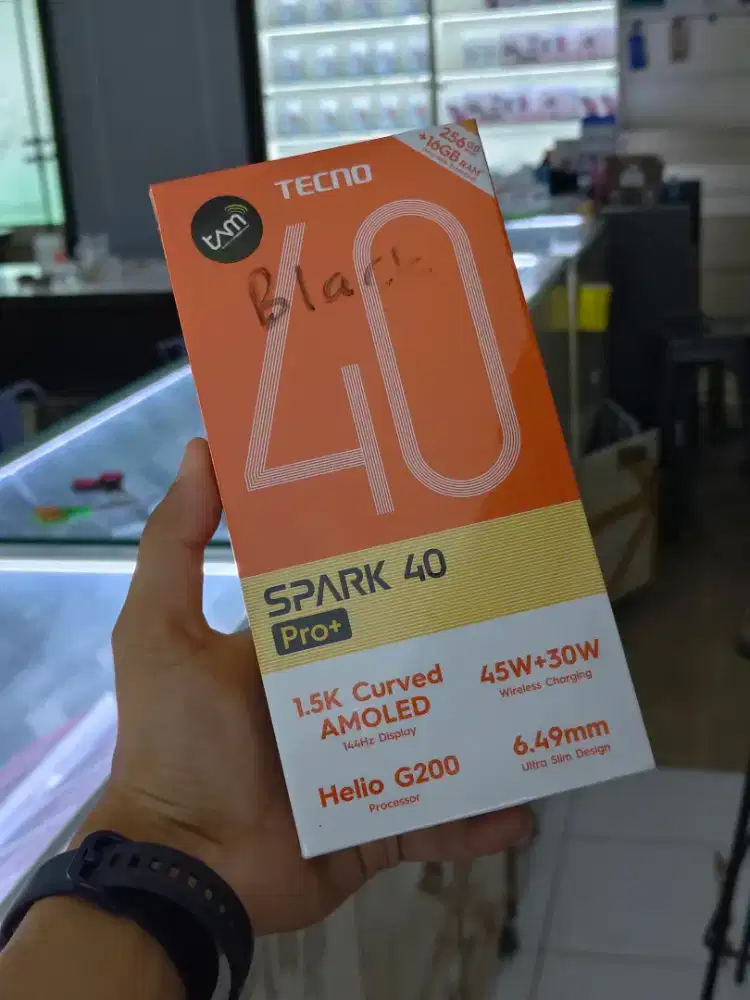 256GB
+16GB RAM*
TECNO
tam
Black
40
SPARK 40
Pro+
1.5K Curved
AMOLED
144Hz Display
45W+30W
Wireless Charging
Helio G200
Processor
6.49mm
Ultra Slim Design